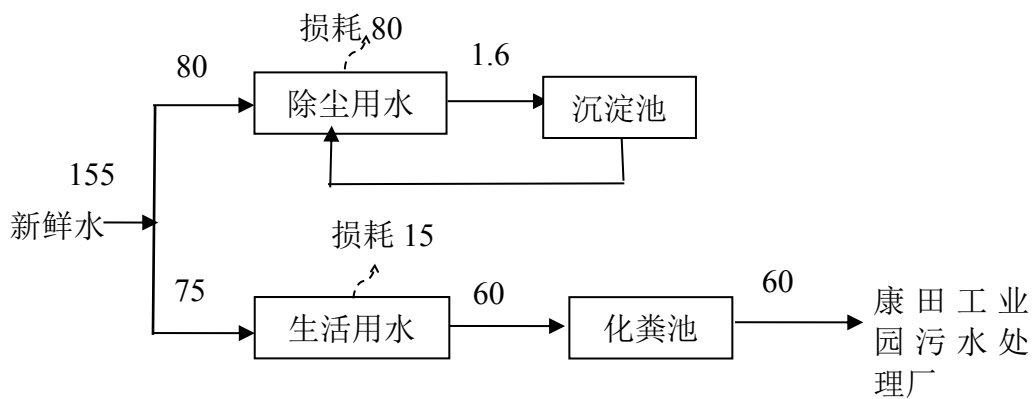 损耗 80
80
1.6
除尘用水
沉淀池
155
新鲜水
损耗 15
75
60
60
生活用水
化粪池
康田工业
园污水处
理厂